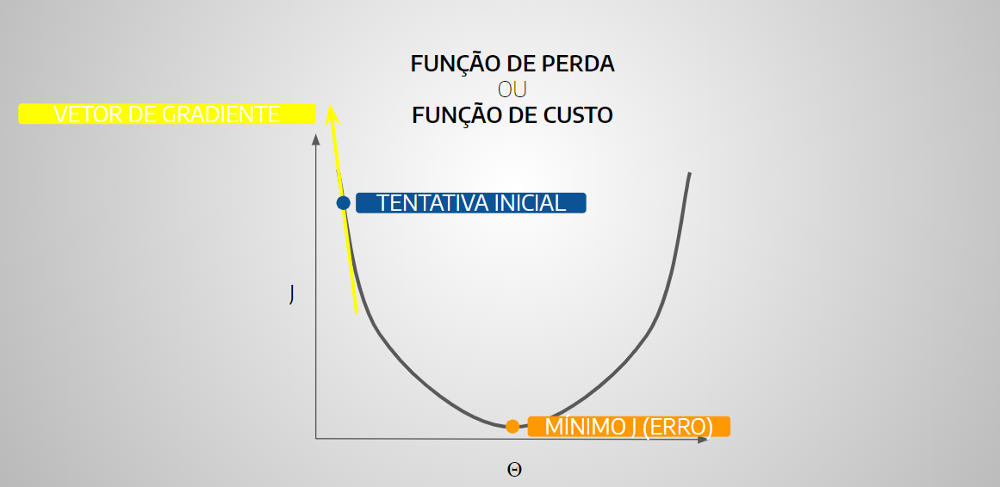 FUNÇÃO DE PERDA
OU
FUNÇÃO DE CUSTO
VETOR DE GRADIENTE
TENTATIVA INICIAL
J
MÍNIMO J (ERRO)
Θ